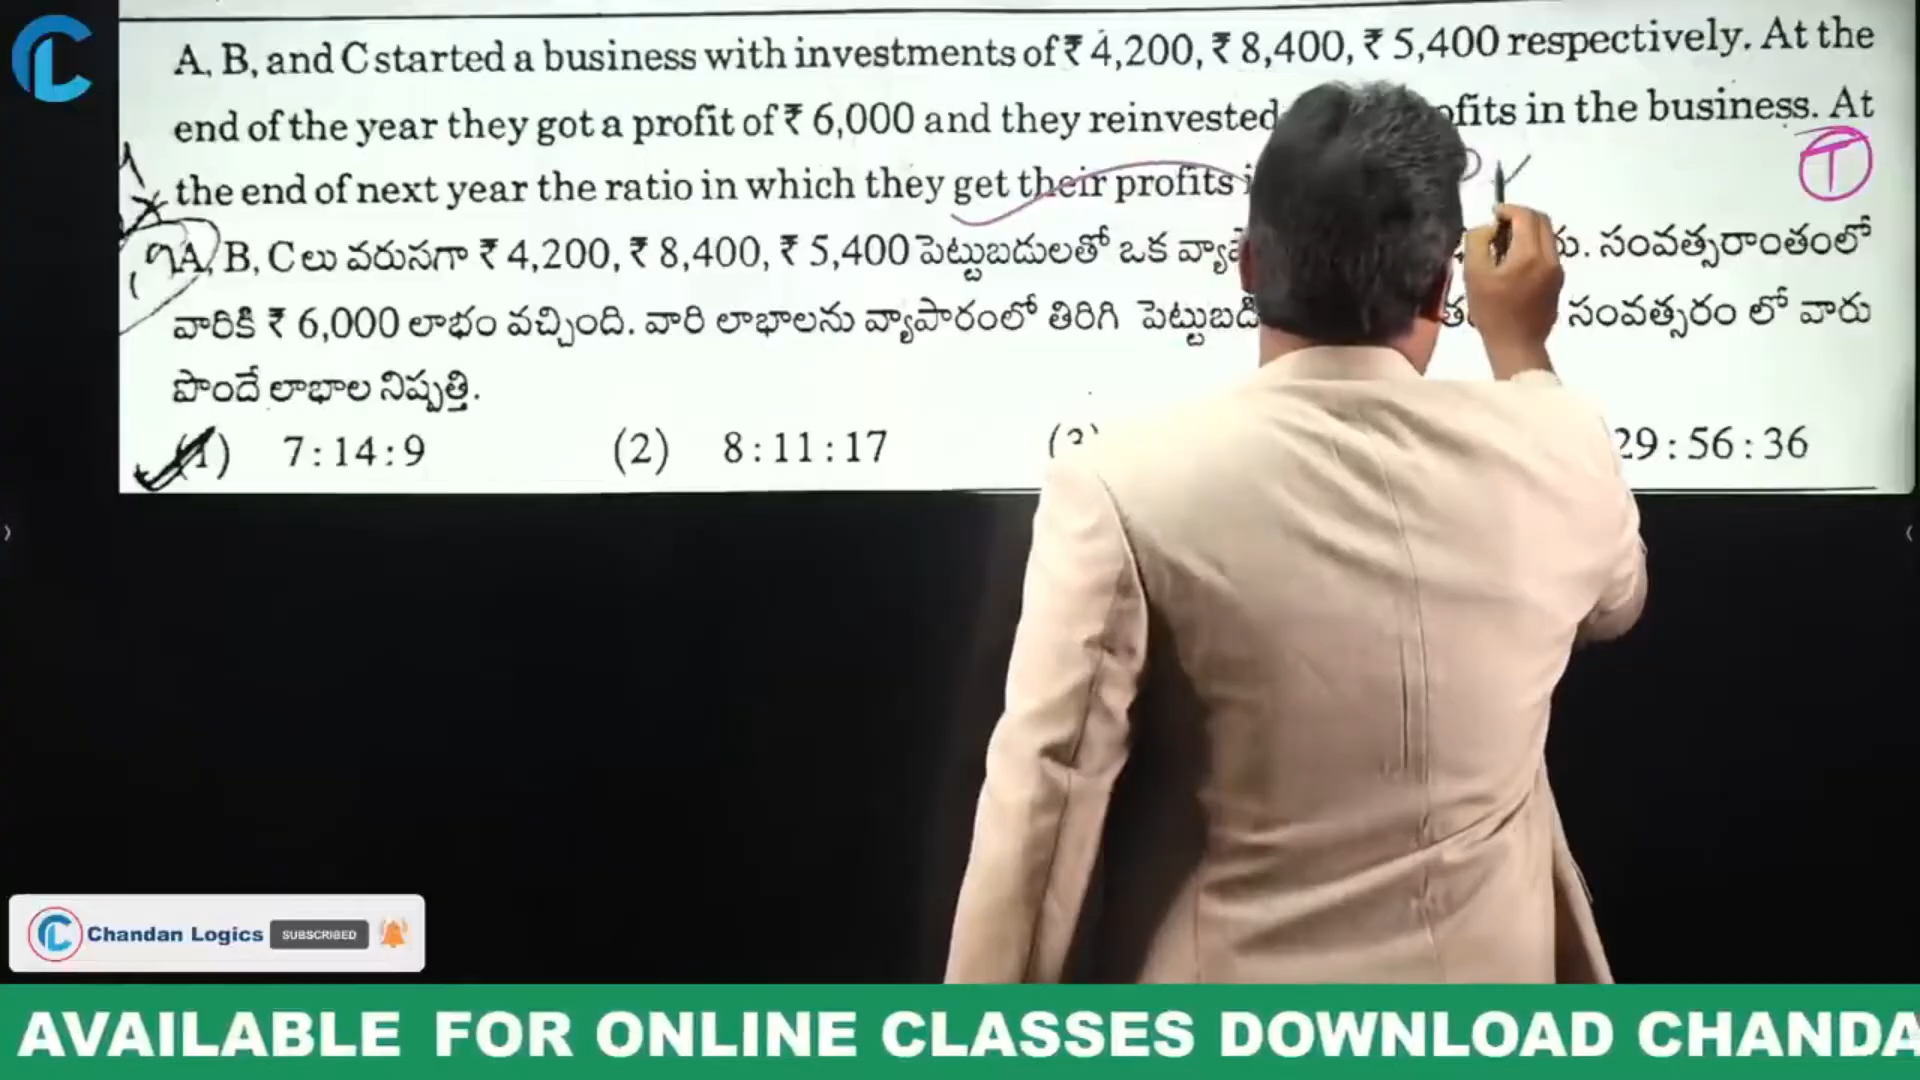 A, B, and C started a business with investments of ₹ 4,200, ₹ 8,400, ₹ 5,400 respectively. At the
end of the year they got a profit of ₹ 6,000 and they reinvested in the business. At
the end of next year the ratio in which they get their profits
T
A, B, C లు వరుసగా ₹ 4,200, ₹ 8,400, ₹ 5,400 పెట్టుబడులతో ఒక సంవత్సరాంతంలో
వారికి ₹ 6,000 లాభం వచ్చింది. వారి లాభాలను వ్యాపారంలో తిరిగి సంవత్సరం లో వారు
పొందే లాభాల నిష్పత్తి.
(1) 7 : 14 : 9 (2) 8 : 11 : 17 29 : 56 : 36
Chandan Logics SUBSCRIBED
AVAILABLE FOR ONLINE CLASSES DOWNLOAD CHANDA